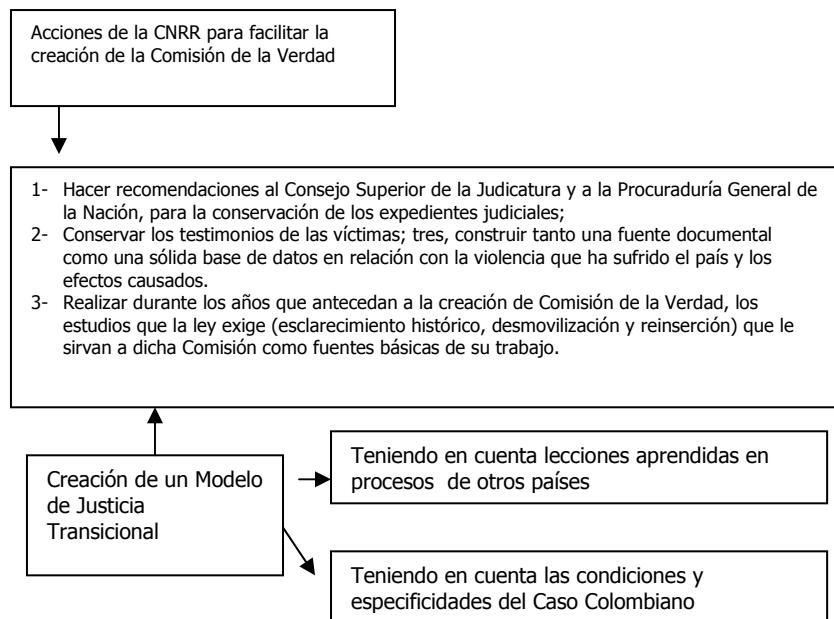 Acciones de la CNRR para facilitar la
creación de la Comisión de la Verdad
1- Hacer recomendaciones al Consejo Superior de la Judicatura y a la Procuraduría General de
la Nación, para la conservación de los expedientes judiciales;
2- Conservar los testimonios de las víctimas; tres, construir tanto una fuente documental
como una sólida base de datos en relación con la violencia que ha sufrido el país y los
efectos causados.
3- Realizar durante los años que antecedan a la creación de Comisión de la Verdad, los
estudios que la ley exige (esclarecimiento histórico, desmovilización y reinserción) que le
sirvan a dicha Comisión como fuentes básicas de su trabajo.
Creación de un Modelo
de Justicia
Transicional
Teniendo en cuenta lecciones aprendidas en
procesos de otros países
Teniendo en cuenta las condiciones y
especificidades del Caso Colombiano